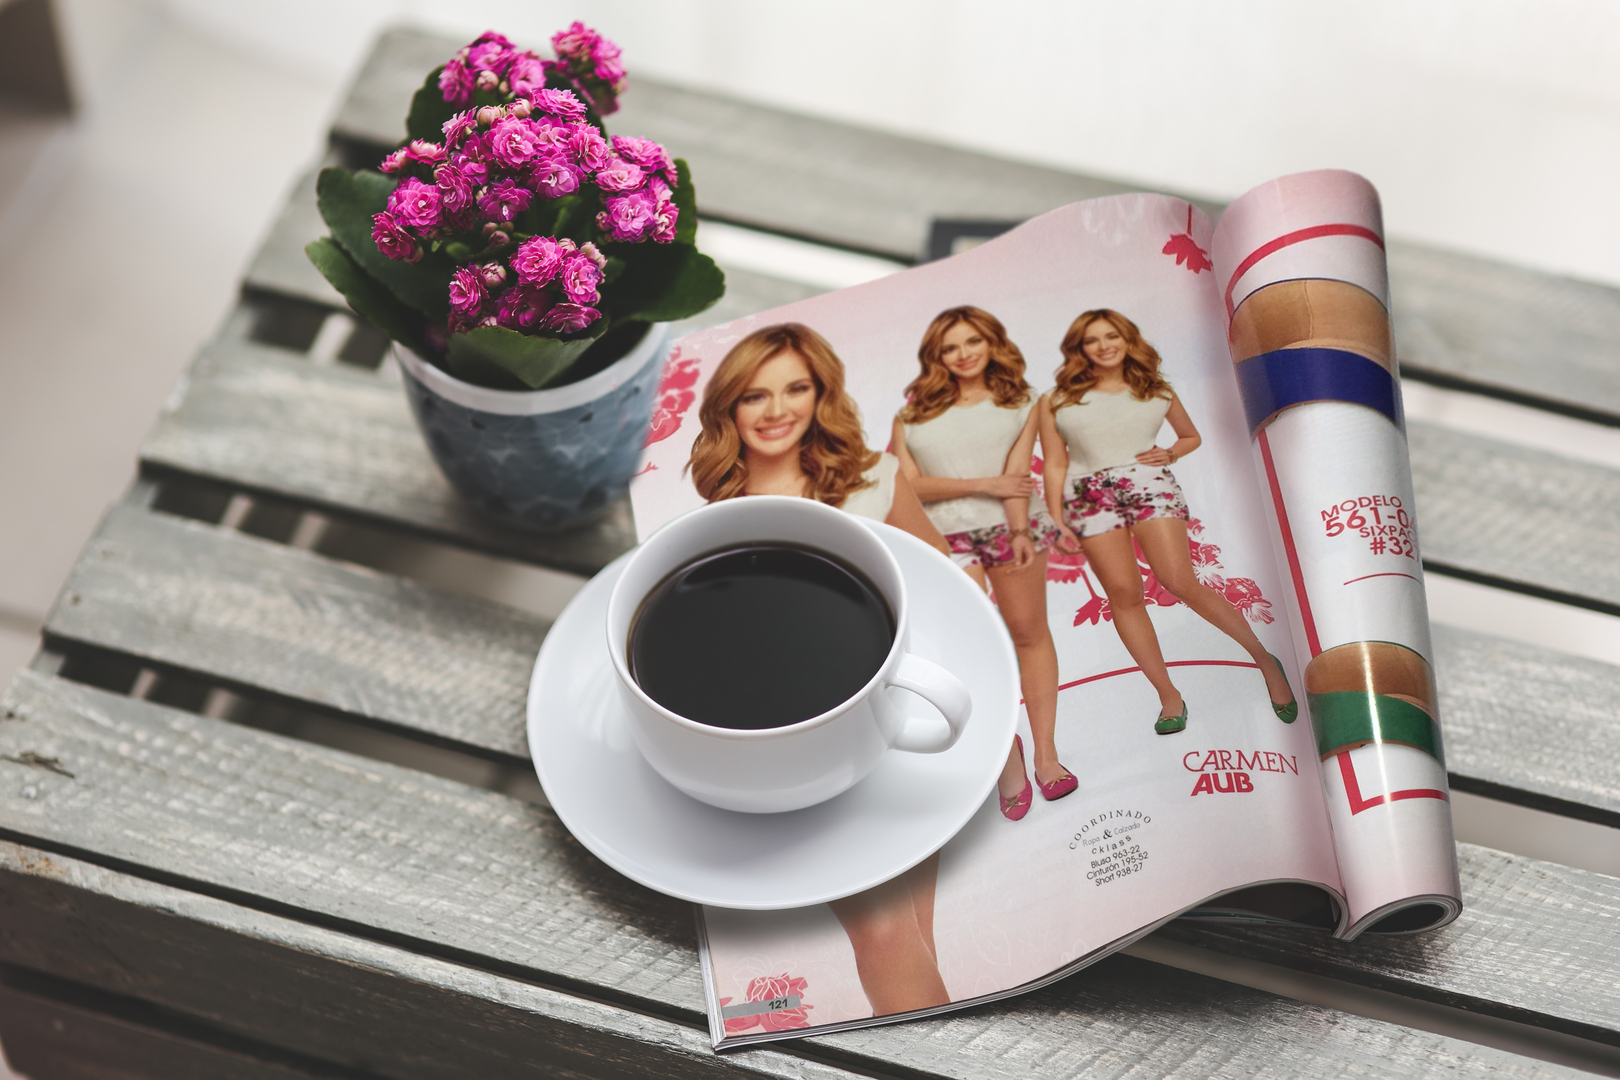 MODELO
561-0
SIXPAC
#32
CARMEN
AUB
COORDINADO
Ropa & Calzado
cklass
Blusa 963-22
Cinturón 195-52
Short 938-27
121